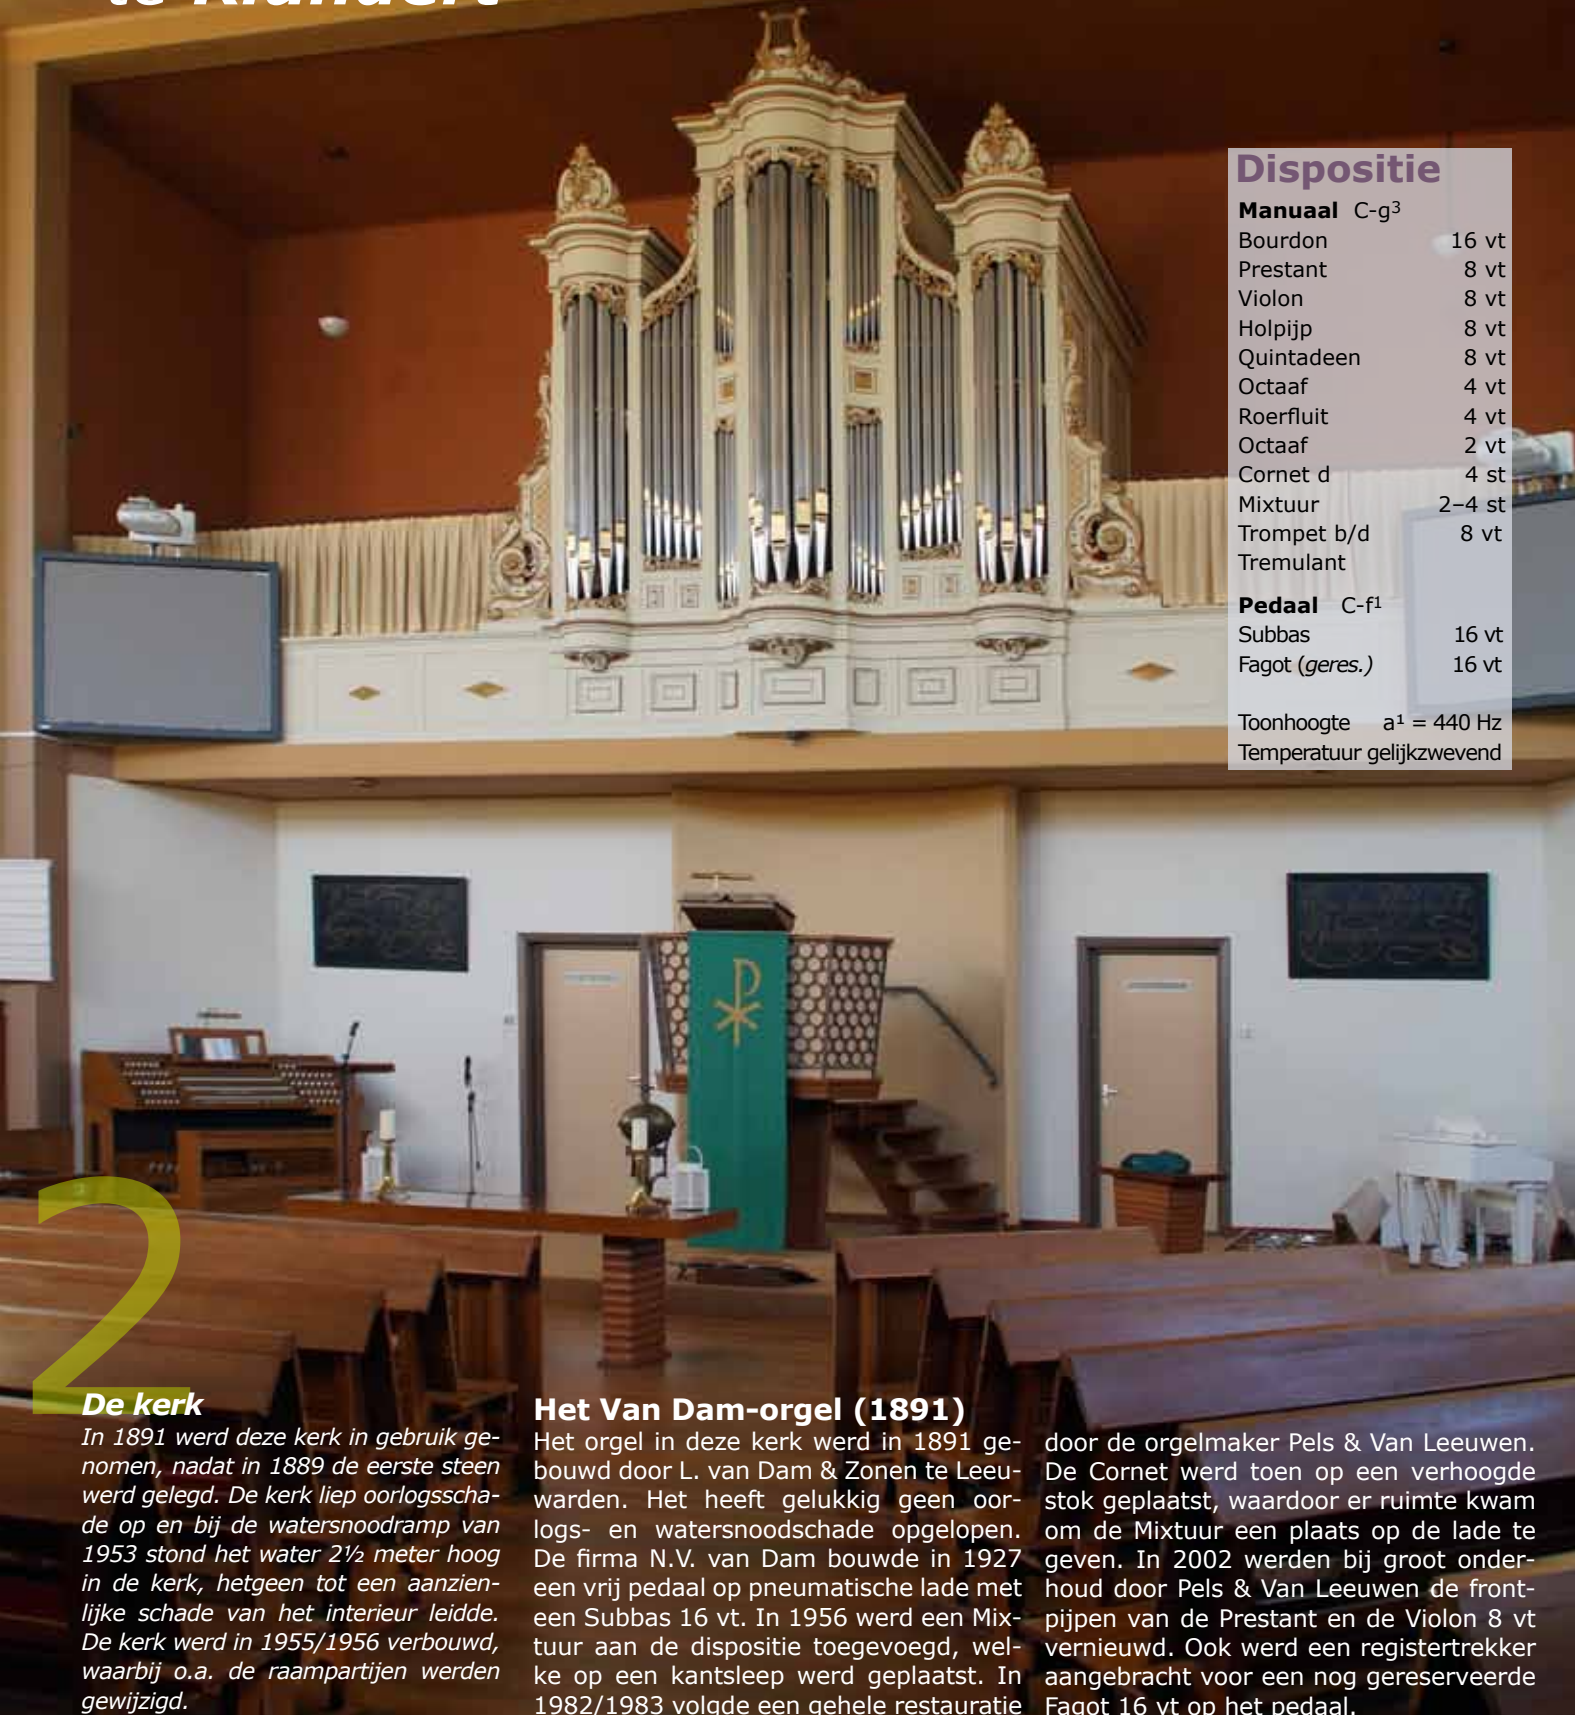 Dispositie
Manuaal C-g3
Bourdon 16 vt
Prestant 8 vt
Violon 8 vt
Holpijp 8 vt
Quintadeen 8 vt
Octaaf 4 vt
Roerfluit 4 vt
Octaaf 2 vt
Cornet d 4 st
Mixtuur 2–4 st
Trompet b/d 8 vt
Tremulant
Pedaal C-f1
Subbas 16 vt
Fagot (geres.) 16 vt
Toonhoogte a¹ = 440 Hz
Temperatuur gelijkzwevend
2
De kerk
In 1891 werd deze kerk in gebruik ge-
nomen, nadat in 1889 de eerste steen
werd gelegd. De kerk liep oorlogsscha-
de op en bij de watersnoodramp van
1953 stond het water 2½ meter hoog
in de kerk, hetgeen tot een aanzien-
lijke schade van het interieur leidde.
De kerk werd in 1955/1956 verbouwd,
waarbij o.a. de raampartijen werden
gewijzigd.
Het Van Dam-orgel (1891)
Het orgel in deze kerk werd in 1891 ge-
bouwd door L. van Dam & Zonen te Leeu-
warden. Het heeft gelukkig geen oor-
logs- en watersnoodschade opgelopen.
De firma N.V. van Dam bouwde in 1927
een vrij pedaal op pneumatische lade met
een Subbas 16 vt. In 1956 werd een Mix-
tuur aan de dispositie toegevoegd, wel-
ke op een kantsleep werd geplaatst. In
1982/1983 volgde een gehele restauratie
door de orgelmaker Pels & Van Leeuwen.
De Cornet werd toen op een verhoogde
stok geplaatst, waardoor er ruimte kwam
om de Mixtuur een plaats op de lade te
geven. In 2002 werden bij groot onder-
houd door Pels & Van Leeuwen de front-
pijpen van de Prestant en de Violon 8 vt
vernieuwd. Ook werd een registertrekker
aangebracht voor een nog gereserveerde
Fagot 16 vt op het pedaal.